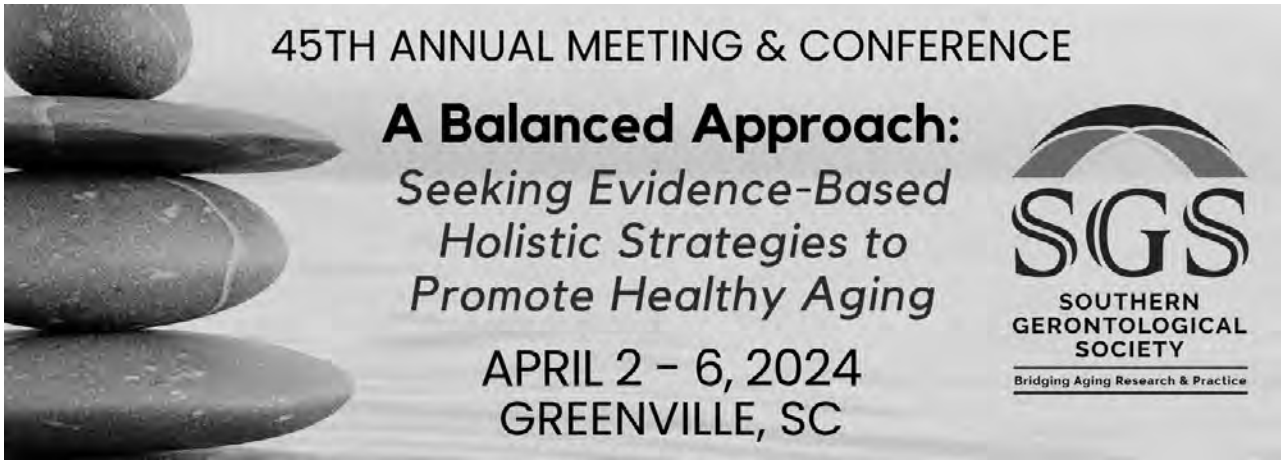 45TH ANNUAL MEETING & CONFERENCE
A Balanced Approach:
Seeking Evidence-Based
Holistic Strategies to
Promote Healthy Aging
APRIL 2 - 6, 2024
GREENVILLE, SC
SGS
SOUTHERN
GERONTOLOGICAL
SOCIETY
Bridging Aging Research & Practice